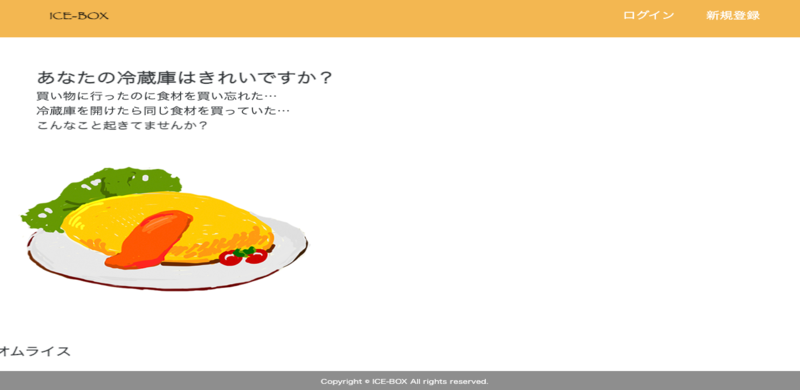 ICE-BOX
ログイン 新規登録
あなたの冷蔵庫はきれいですか？
買い物に行ったのに食材を買い忘れた…
冷蔵庫を開けたら同じ食材を買っていた…
こんなこと起きてませんか？
オムライス
Copyright © ICE-BOX All rights reserved.